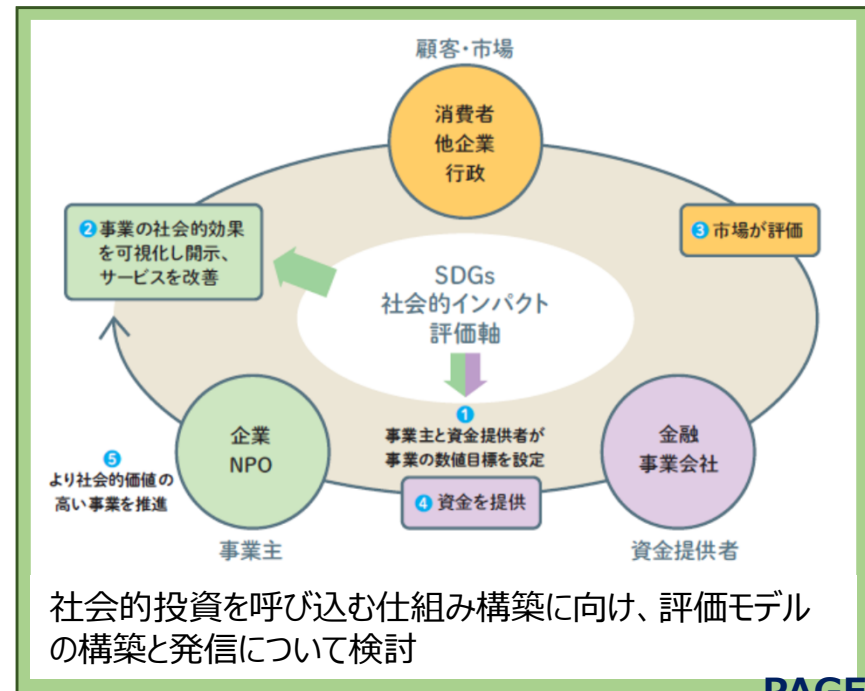 顧客・市場
消費者
他企業
行政
❷事業の社会的効果
を可視化し開示、
サービスを改善
❸市場が評価
SDGs
社会的インパクト
評価軸
❶
事業主と資金提供者が
事業の数値目標を設定
企業
NPO
金融
事業会社
❺
より社会的価値の
高い事業を推進
❹資金を提供
事業主
資金提供者
社会的投資を呼び込む仕組み構築に向け、評価モデル
の構築と発信について検討
PAGE